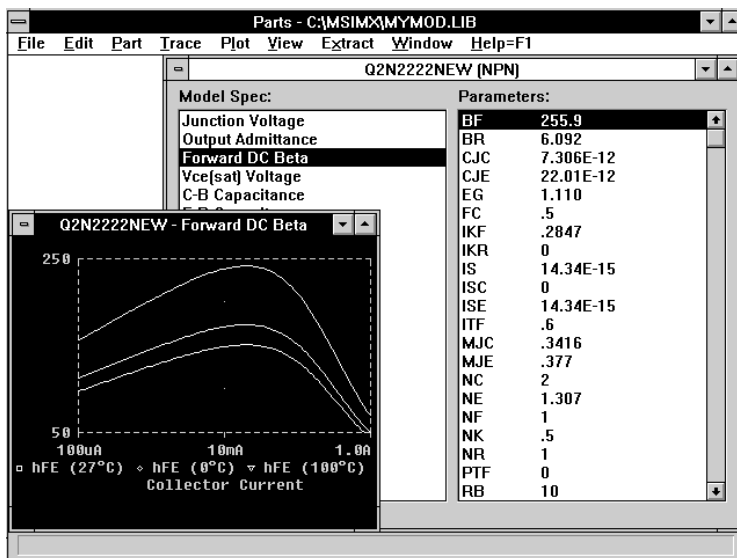 Parts - C:\MSIMX\MYMOD.LIB
File Edit Part Trace Plot View Extract Window Help=F1
Q2N2222NEW (NPN)
Model Spec:
Junction Voltage
Output Admittance
Forward DC Beta
Vce(sat) Voltage
C-B Capacitance
Parameters:
BF 255.9
BR 6.092
CJC 7.306E-12
CJE 22.01E-12
EG 1.110
FC .5
IKF .2847
IKR 0
IS 14.34E-15
ISC 0
ISE 14.34E-15
ITF .6
MJC .3416
MJE .377
NC 2
NE 1.307
NF 1
NK .5
NR 1
PTF 0
RB 10
Q2N2222NEW - Forward DC Beta
250
50
100uA 10mA 1.0A
hFE (27°C) hFE (0°C) hFE (100°C)
Collector Current